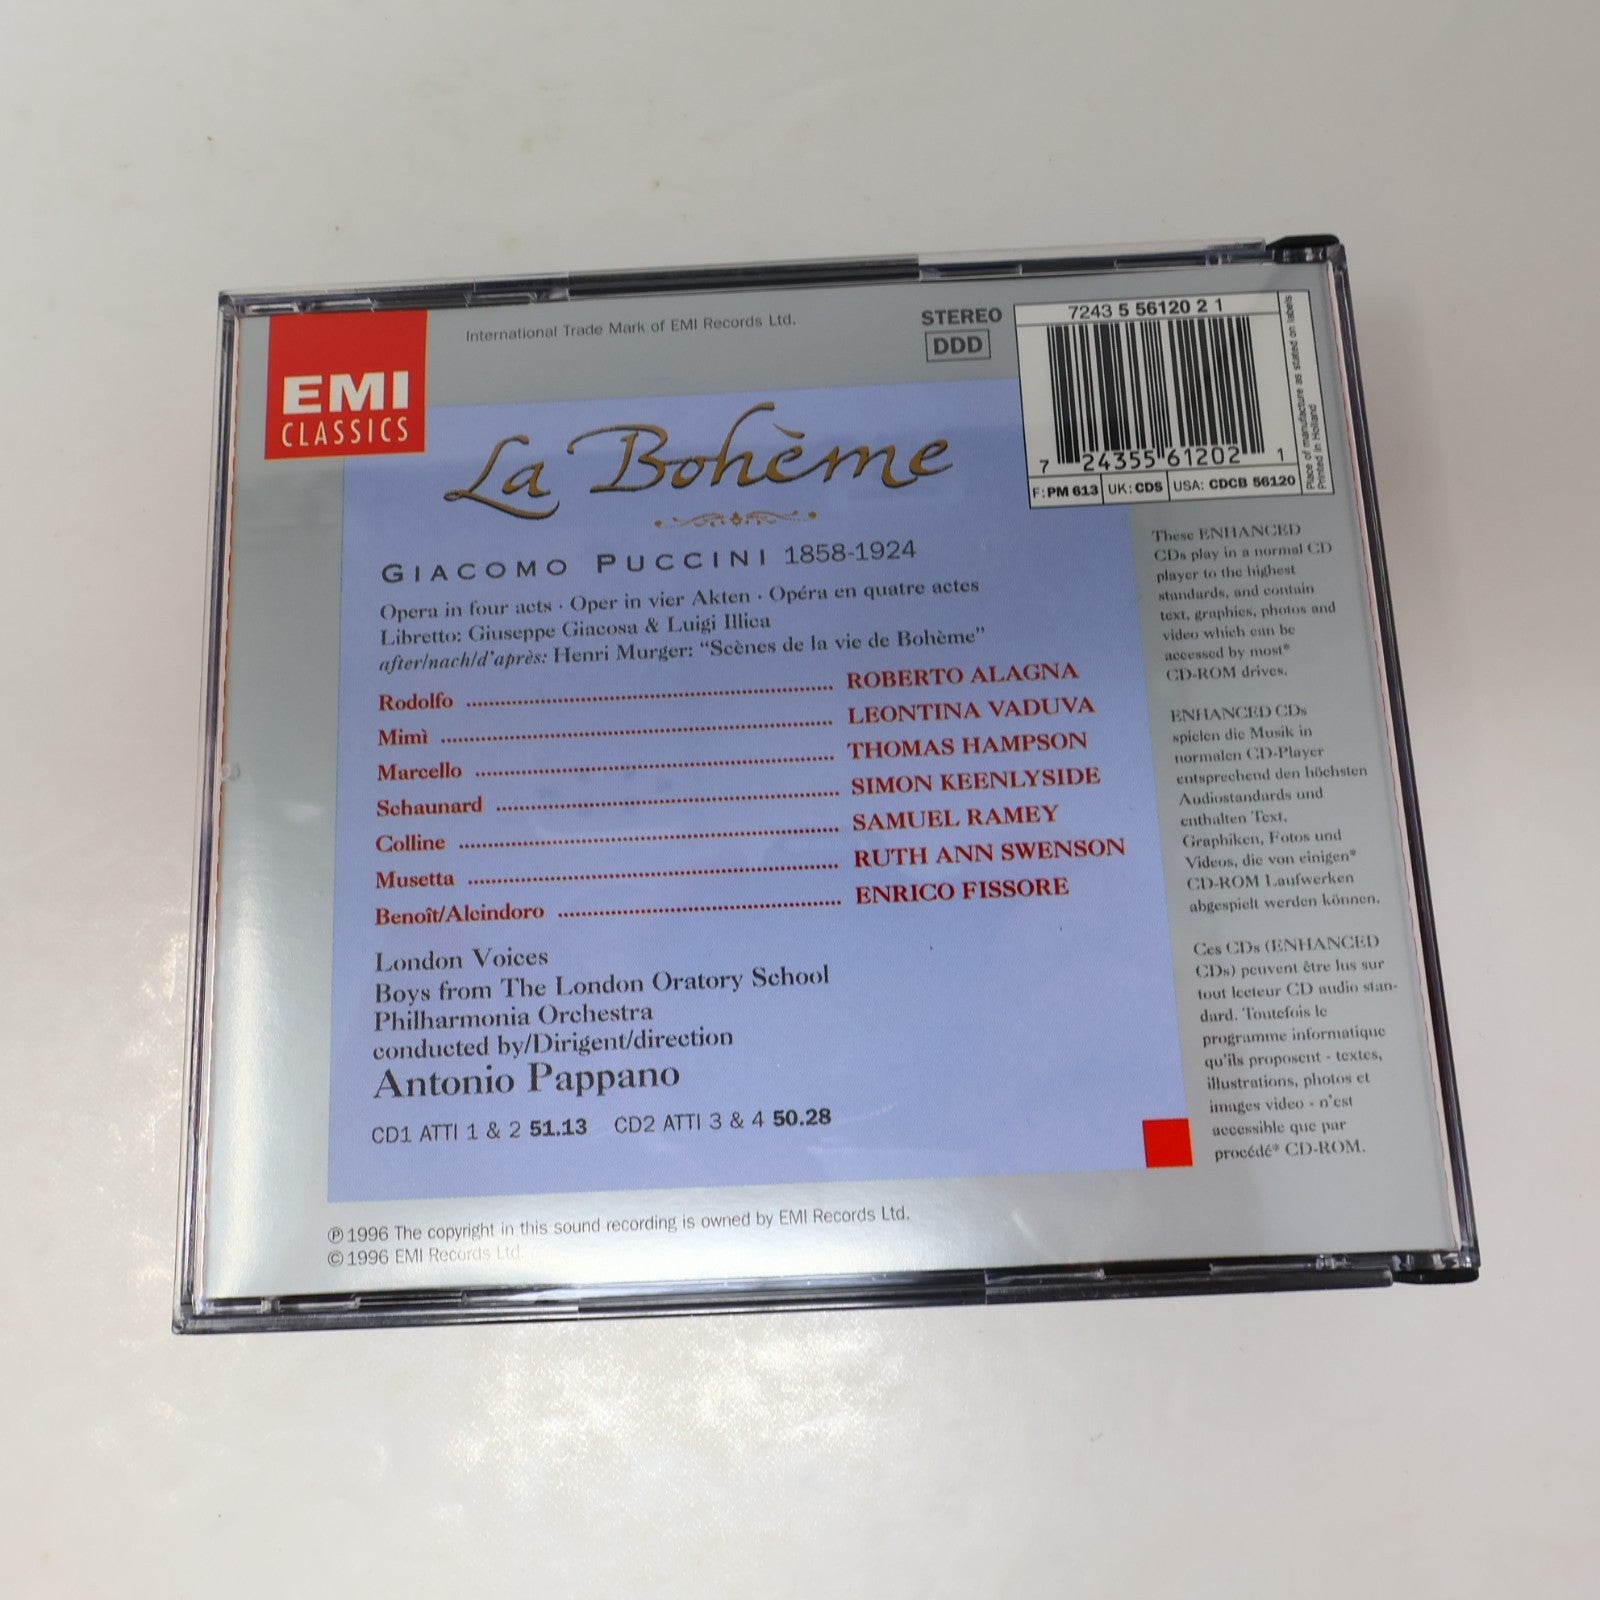 EMI
CLASSICS
International Trade Mark of EMI Records Ltd.
STEREO
DDD
7243 5 56120 2 1
7 24355 61202 1
F: PM 613 UK: CDS USA: CDCB 56120
Place of manufacture as stated on labels
Printed in Holland
La Bohème
GIACOMO PUCCINI 1858-1924
Opera in four acts · Oper in vier Akten · Opéra en quatre actes
Libretto: Giuseppe Giacosa & Luigi Illica
after/nach/d'après: Henri Murger: "Scènes de la vie de Bohème"
Rodolfo ........ ROBERTO ALAGNA
Mimì ........ LEONTINA VADUVA
Marcello ........ THOMAS HAMPSON
Schaunard ........ SIMON KEENLYSIDE
Colline ........ SAMUEL RAMEY
Musetta ........ RUTH ANN SWENSON
Benoît/Alcindoro ........ ENRICO FISSORE
London Voices
Boys from The London Oratory School
Philharmonia Orchestra
conducted by/Dirigent/direction
Antonio Pappano
CD1 ATTI 1 & 2 51.13 CD2 ATTI 3 & 4 50.28
These ENHANCED
CDs play in a normal CD
player to the highest
standards, and contain
text, graphics, photos and
video which can be
accessed by most*
CD-ROM drives.
ENHANCED CDs
spielen die Musik in
normalen CD-Player
entsprechend den höchsten
Audiostandards und
enthalten Text,
Graphiken, Fotos und
Videos, die von einigen*
CD-ROM Laufwerken
abgespielt werden können.
Ces CDs (ENHANCED
CDs) peuvent être lus sur
tout lecteur CD audio stan-
dard. Toutefois le
programme informatique
qu'ils proposent - textes,
illustrations, photos et
images video - n'est
accessible que par
procédé* CD-ROM.
℗ 1996 The copyright in this sound recording is owned by EMI Records Ltd.
© 1996 EMI Records Ltd.